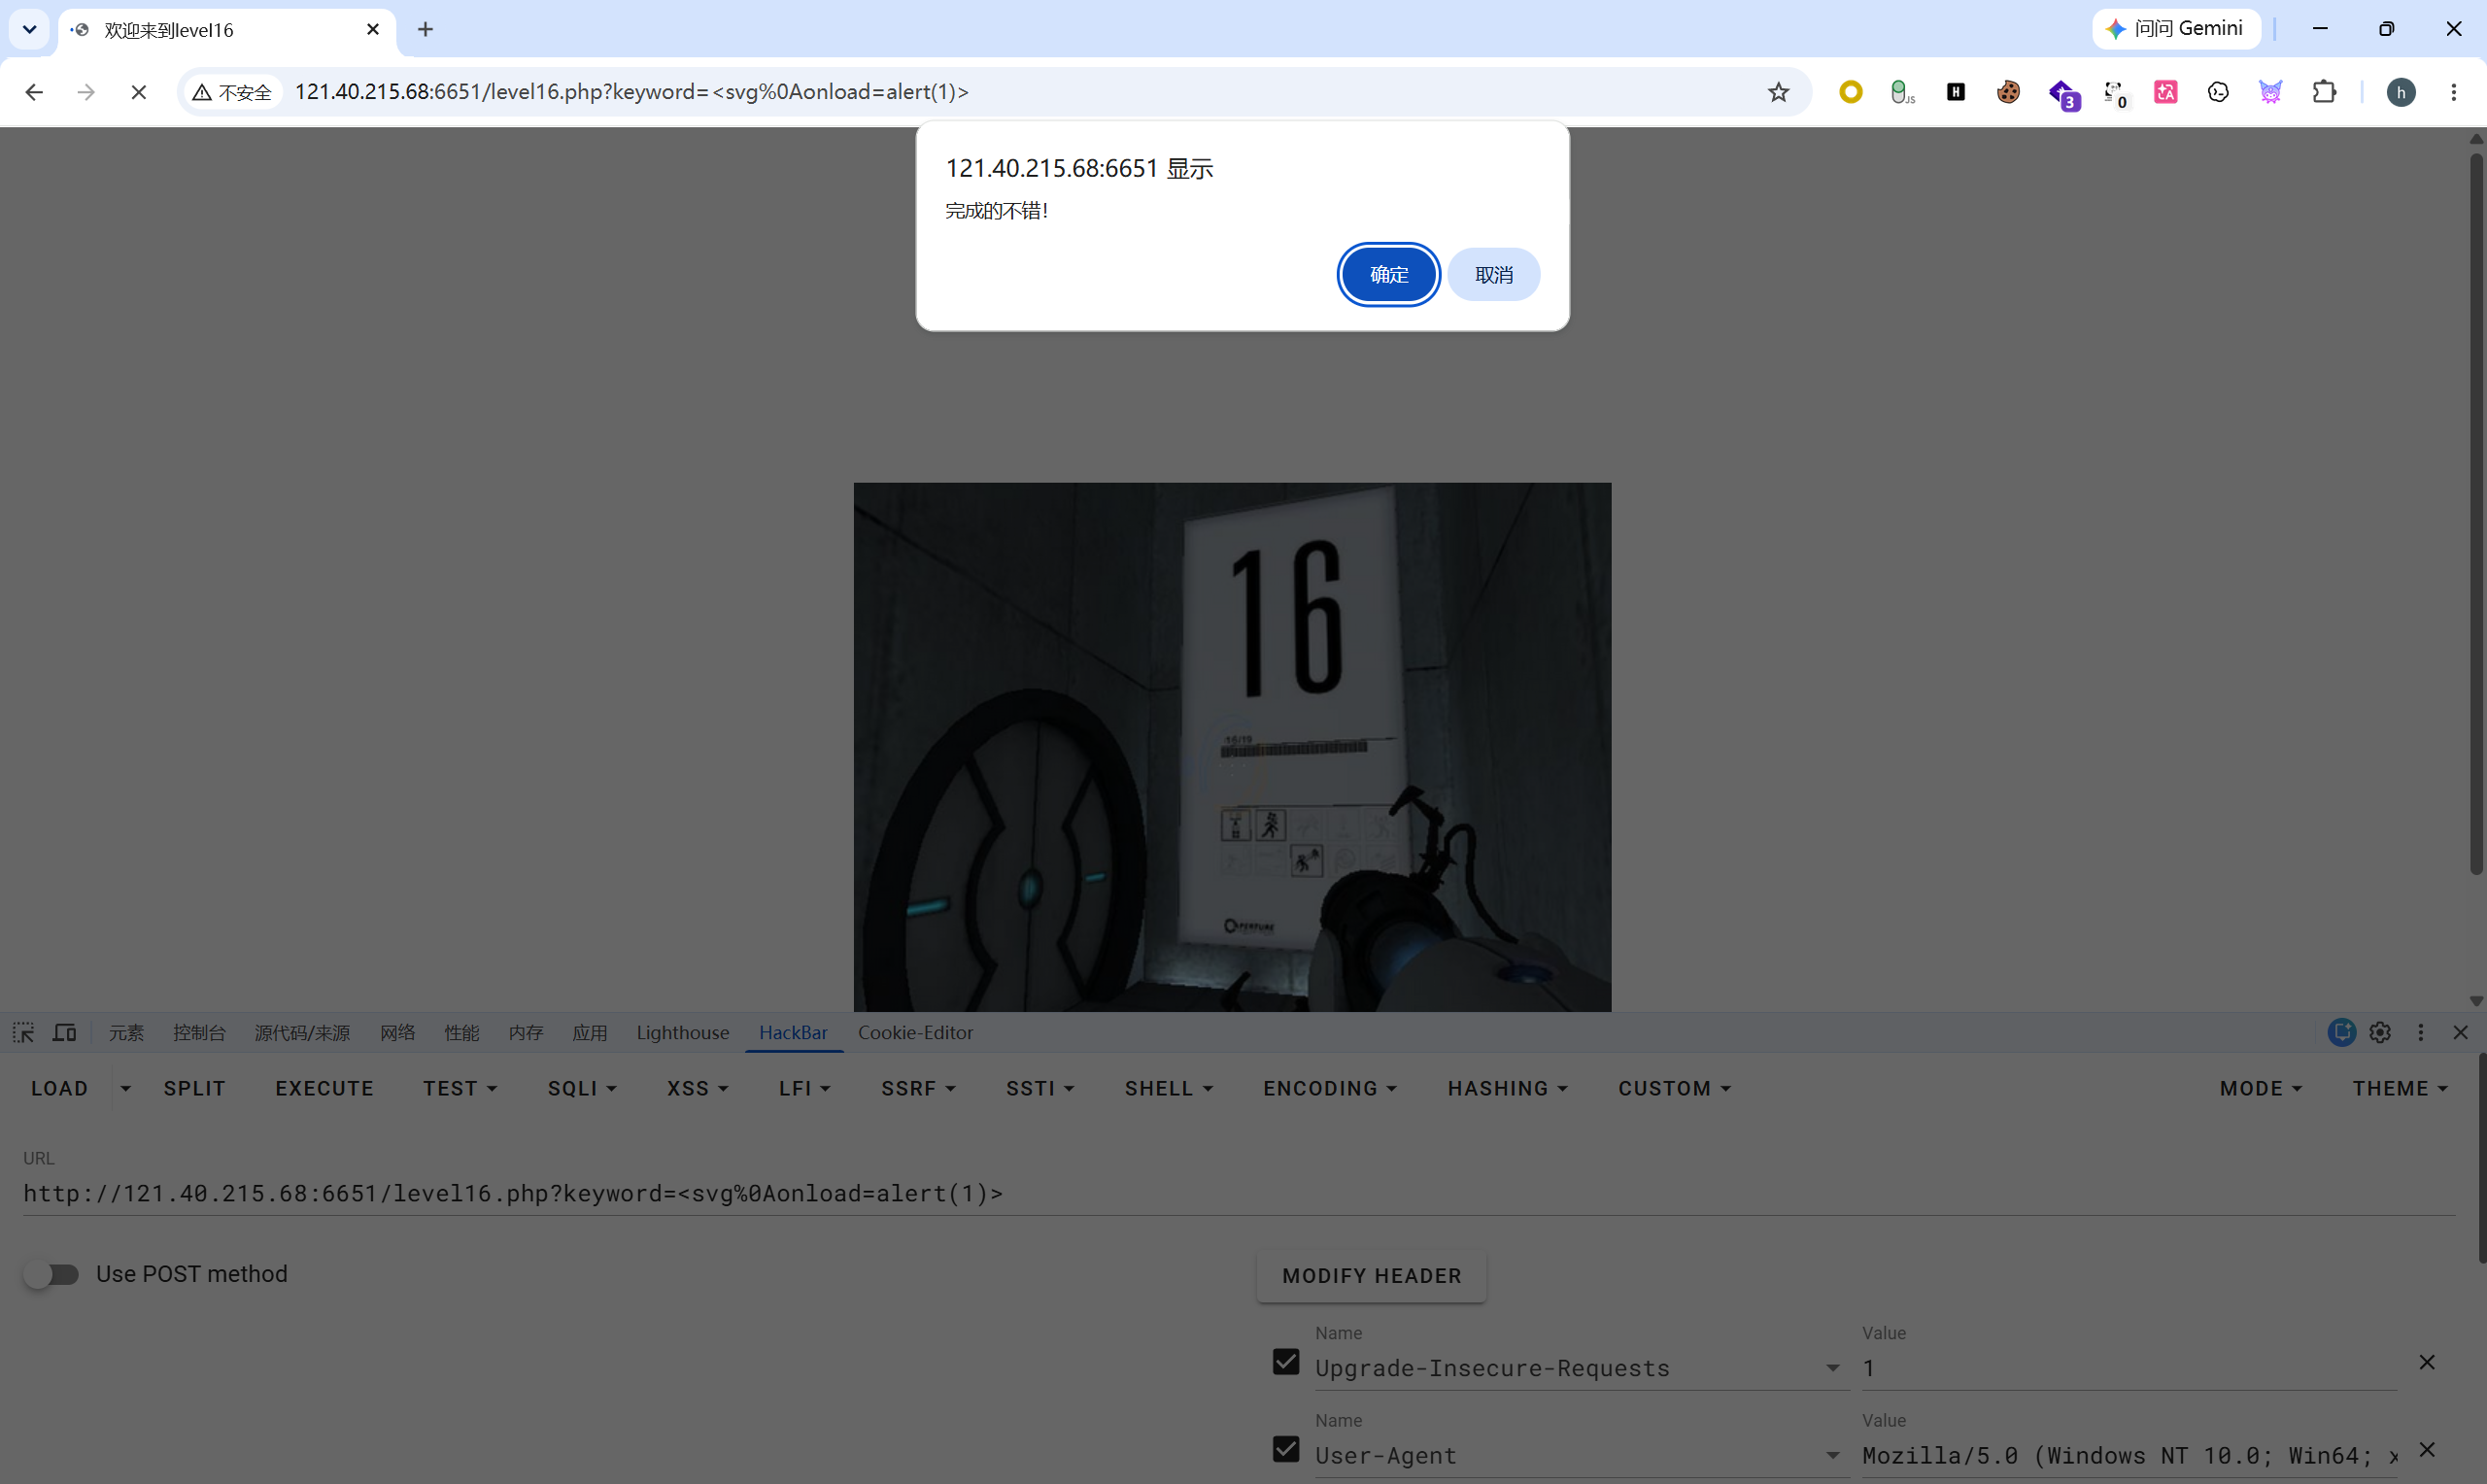 欢迎来到level16
问问 Gemini
不安全
121.40.215.68:6651/level16.php?keyword=<svg%0Aonload=alert(1)>
JS
H
3
0
h
121.40.215.68:6651 显示
完成的不错!
确定
取消
16
16/19
APERTURE
元素
控制台
源代码/来源
网络
性能
内存
应用
Lighthouse
HackBar
Cookie-Editor
LOAD
SPLIT
EXECUTE
TEST
SQLI
XSS
LFI
SSRF
SSTI
SHELL
ENCODING
HASHING
CUSTOM
MODE
THEME
URL
http://121.40.215.68:6651/level16.php?keyword=<svg%0Aonload=alert(1)>
Use POST method
MODIFY HEADER
Name
Value
Upgrade-Insecure-Requests
1
Name
Value
User-Agent
Mozilla/5.0 (Windows NT 10.0; Win64; x